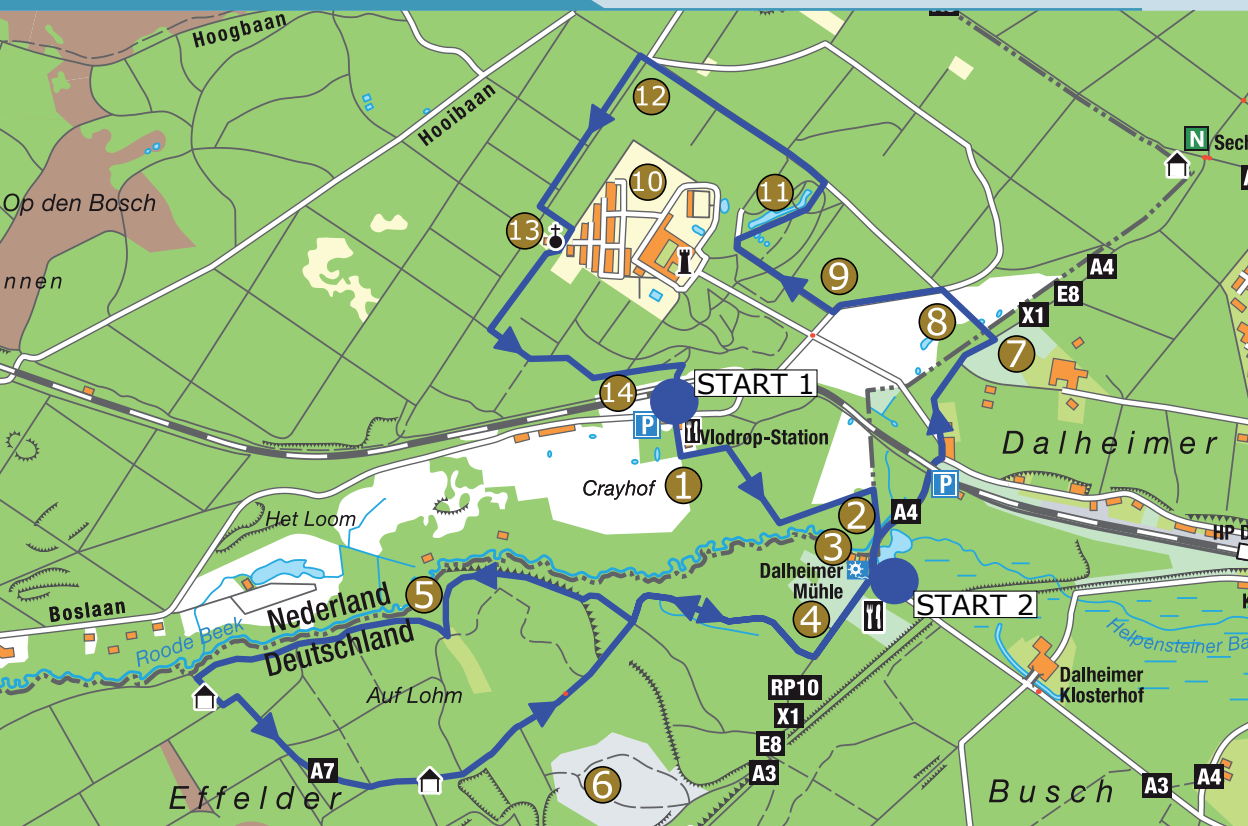 Hoogbaan
Hooibaan
12
N
Op den Bosch
10
11
13
A4
E8
X1
9
8
7
14
START 1
P
Vlodrop-Station
Dalheimer
Crayhof
1
P
Het Loom
2
A4
3
HP D
Dalheimer
Mühle
Boslaan
Nederland
5
START 2
Roode Beek
Deutschland
4
Helpensteiner Ba
Auf Lohm
RP10
X1
E8
A3
Dalheimer
Klosterhof
A7
6
Effelder
Busch
A3
A4